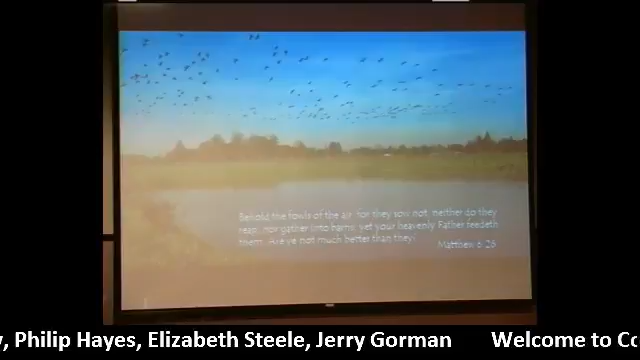 Behold the fowls of the air: for they sow not, neither do they
reap, nor gather into barns; yet your heavenly Father feedeth
them. Are ye not much better than they?
Matthew 6:26
, Philip Hayes, Elizabeth Steele, Jerry Gorman Welcome to Co